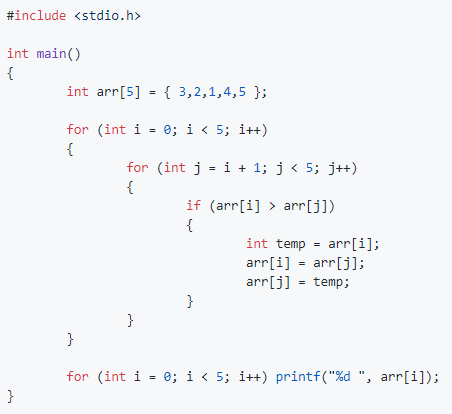 #include <stdio.h>
int main()
{
int arr[5] = { 3,2,1,4,5 };
for (int i = 0; i < 5; i++)
{
for (int j = i + 1; j < 5; j++)
{
if (arr[i] > arr[j])
{
int temp = arr[i];
arr[i] = arr[j];
arr[j] = temp;
}
}
}
for (int i = 0; i < 5; i++) printf("%d ", arr[i]);
}